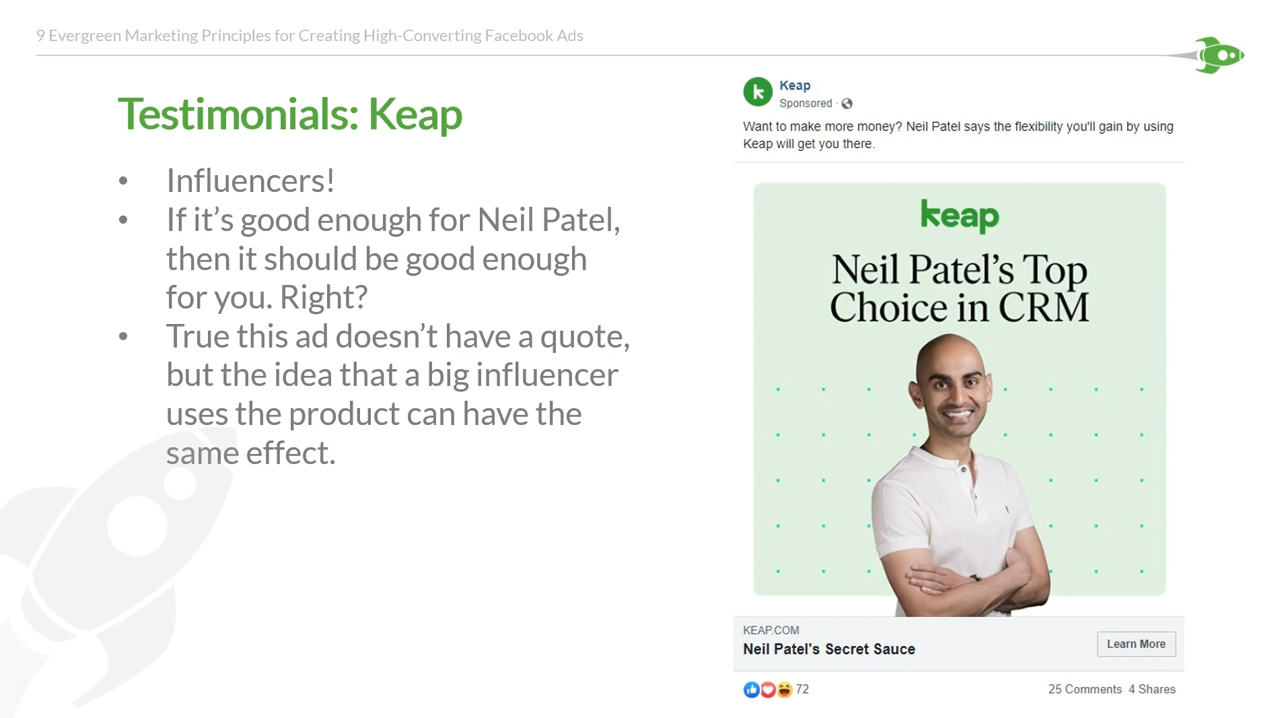 9 Evergreen Marketing Principles for Creating High-Converting Facebook Ads
Testimonials: Keap
• Influencers!
• If it’s good enough for Neil Patel,
then it should be good enough
for you. Right?
• True this ad doesn’t have a quote,
but the idea that a big influencer
uses the product can have the
same effect.
Keap
Sponsored ·
Want to make more money? Neil Patel says the flexibility you'll gain by using
Keap will get you there.
keap
Neil Patel’s Top
Choice in CRM
KEAP.COM
Neil Patel's Secret Sauce
Learn More
72
25 Comments 4 Shares